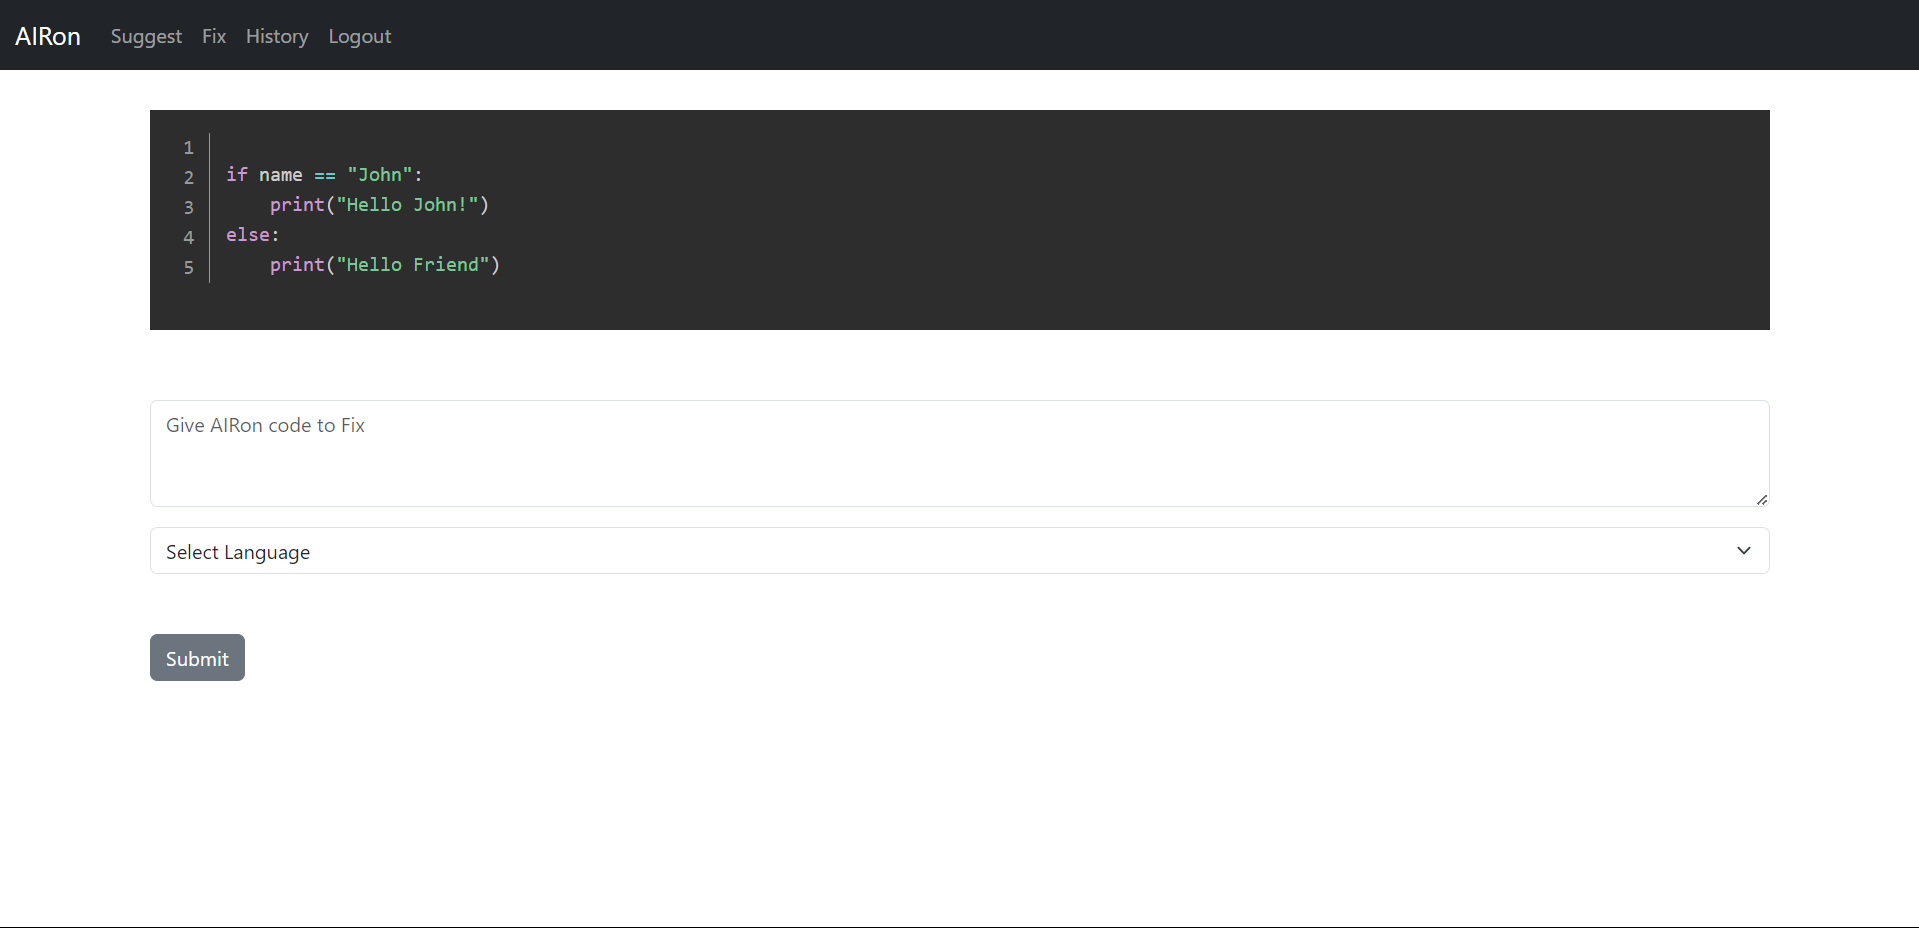 AIRon Suggest Fix History Logout
1
2 if name == "John":
3     print("Hello John!")
4 else:
5     print("Hello Friend")
Give AIRon code to Fix
Select Language
Submit